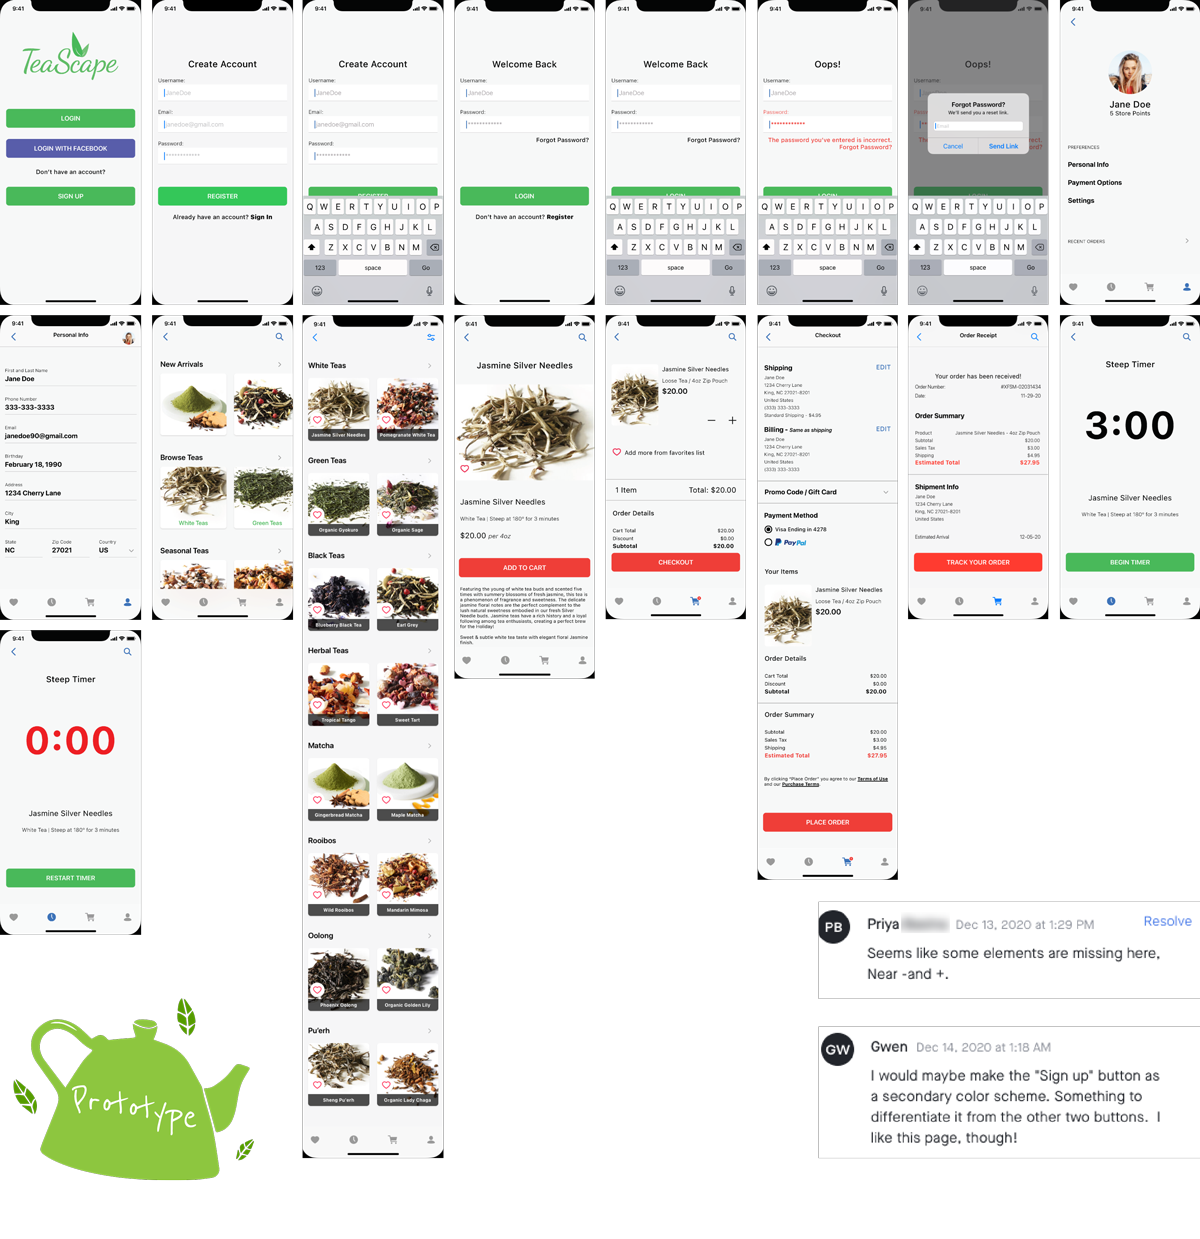 9:41
TeaScape
LOGIN
LOGIN WITH FACEBOOK
Don't have an account?
SIGN UP
9:41
Create Account
Username:
JaneDoe
Email:
janedoe@gmail.com
Password:
************
REGISTER
Already have an account? Sign In
9:41
Create Account
Username:
JaneDoe
Email:
janedoe@gmail.com
Password:
************
REGISTER
Q W E R T Y U I O P
A S D F G H J K L
Z X C V B N M
123 space Go
9:41
Welcome Back
Username:
JaneDoe
Password:
************
Forgot Password?
LOGIN
Don't have an account? Register
9:41
Welcome Back
Username:
JaneDoe
Password:
************
Forgot Password?
LOGIN
Q W E R T Y U I O P
A S D F G H J K L
Z X C V B N M
123 space Go
9:41
Oops!
Username:
JaneDoe
Password:
************
The password you've entered is incorrect.
Forgot Password?
LOGIN
Q W E R T Y U I O P
A S D F G H J K L
Z X C V B N M
123 space Go
9:41
Oops!
Username:
Forgot Password?
We'll send you a reset link.
Email
Cancel Send Link
Forgot Password?
Q W E R T Y U I O P
A S D F G H J K L
Z X C V B N M
123 space Go
9:41
Jane Doe
5 Store Points
PREFERENCES
Personal Info
Payment Options
Settings
RECENT ORDERS
9:41
Personal Info
First and Last Name
Jane Doe
Phone Number
333-333-3333
Email
janedoe90@gmail.com
Birthday
February 18, 1990
Address
1234 Cherry Lane
City
King
State Zip Code Country
NC 27021 US
9:41
New Arrivals
Browse Teas
White Teas Green Teas
Seasonal Teas
9:41
White Teas
Jasmine Silver Needles Pomegranate White Tea
Green Teas
Organic Gyokuro Organic Sage
Black Teas
Blueberry Black Tea Earl Grey
Herbal Teas
Tropical Tango Sweet Tart
Matcha
Gingerbread Matcha Maple Matcha
Rooibos
Wild Rooibos Mandarin Mimosa
Oolong
Phoenix Oolong Organic Golden Lily
Pu'erh
Sheng Pu'erh Organic Lady Chaga
9:41
Jasmine Silver Needles
Jasmine Silver Needles
White Tea | Steep at 180° for 3 minutes
$20.00 per 4oz
ADD TO CART
Featuring the young of white tea buds and scented five
times with summery blossoms of fresh jasmine, this tea is
a phenomenon of fragrance and sweetness. The delicate
jasmine floral notes are the perfect complement to the
lush natural sweetness embodied in our fresh Silver
Needle buds. Jasmine teas have a rich history and a loyal
following among tea enthusiasts, creating a perfect brew
for the Holiday!
Sweet & subtle white tea taste with elegant floral Jasmine
finish.
9:41
Jasmine Silver Needles
Loose Tea / 4oz Zip Pouch
$20.00
Add more from favorites list
1 Item Total: $20.00
Order Details
Cart Total $20.00
Discount $0.00
Subtotal $20.00
CHECKOUT
9:41
Checkout
Shipping EDIT
Jane Doe
1234 Cherry Lane
King, NC 27021-8201
United States
(333) 333-3333
Standard Shipping - $4.95
Billing - Same as shipping EDIT
Jane Doe
1234 Cherry Lane
King, NC 27021-8201
United States
(333) 333-3333
Promo Code / Gift Card
Payment Method
Visa Ending in 4278
PayPal
Your Items
Jasmine Silver Needles
Loose Tea / 4oz Zip Pouch
$20.00
Order Details
Cart Total $20.00
Discount $0.00
Subtotal $20.00
Order Summary
Subtotal $20.00
Sales Tax $3.00
Shipping $4.95
Estimated Total $27.95
By clicking "Place Order" you agree to our Terms of Use
and our Purchase Terms.
PLACE ORDER
9:41
Order Receipt
Your order has been received!
Order Number #XFSM-02031434
Date: 11-29-20
Order Summary
Product Jasmine Silver Needles - 4oz Zip Pouch
Subtotal $20.00
Sales Tax $3.00
Shipping $4.95
Estimated Total $27.95
Shipment Info
Jane Doe
1234 Cherry Lane
King, NC 27021-8201
United States
Estimated Arrival 12-05-20
TRACK YOUR ORDER
9:41
Steep Timer
3:00
Jasmine Silver Needles
White Tea | Steep at 180° for 3 minutes
BEGIN TIMER
9:41
Steep Timer
0:00
Jasmine Silver Needles
White Tea | Steep at 180° for 3 minutes
RESTART TIMER
Prototype
PB Priya Dec 13, 2020 at 1:29 PM Resolve
Seems like some elements are missing here,
Near -and +.
GW Gwen Dec 14, 2020 at 1:18 AM
I would maybe make the "Sign up" button as
a secondary color scheme. Something to
differentiate it from the other two buttons. I
like this page, though!